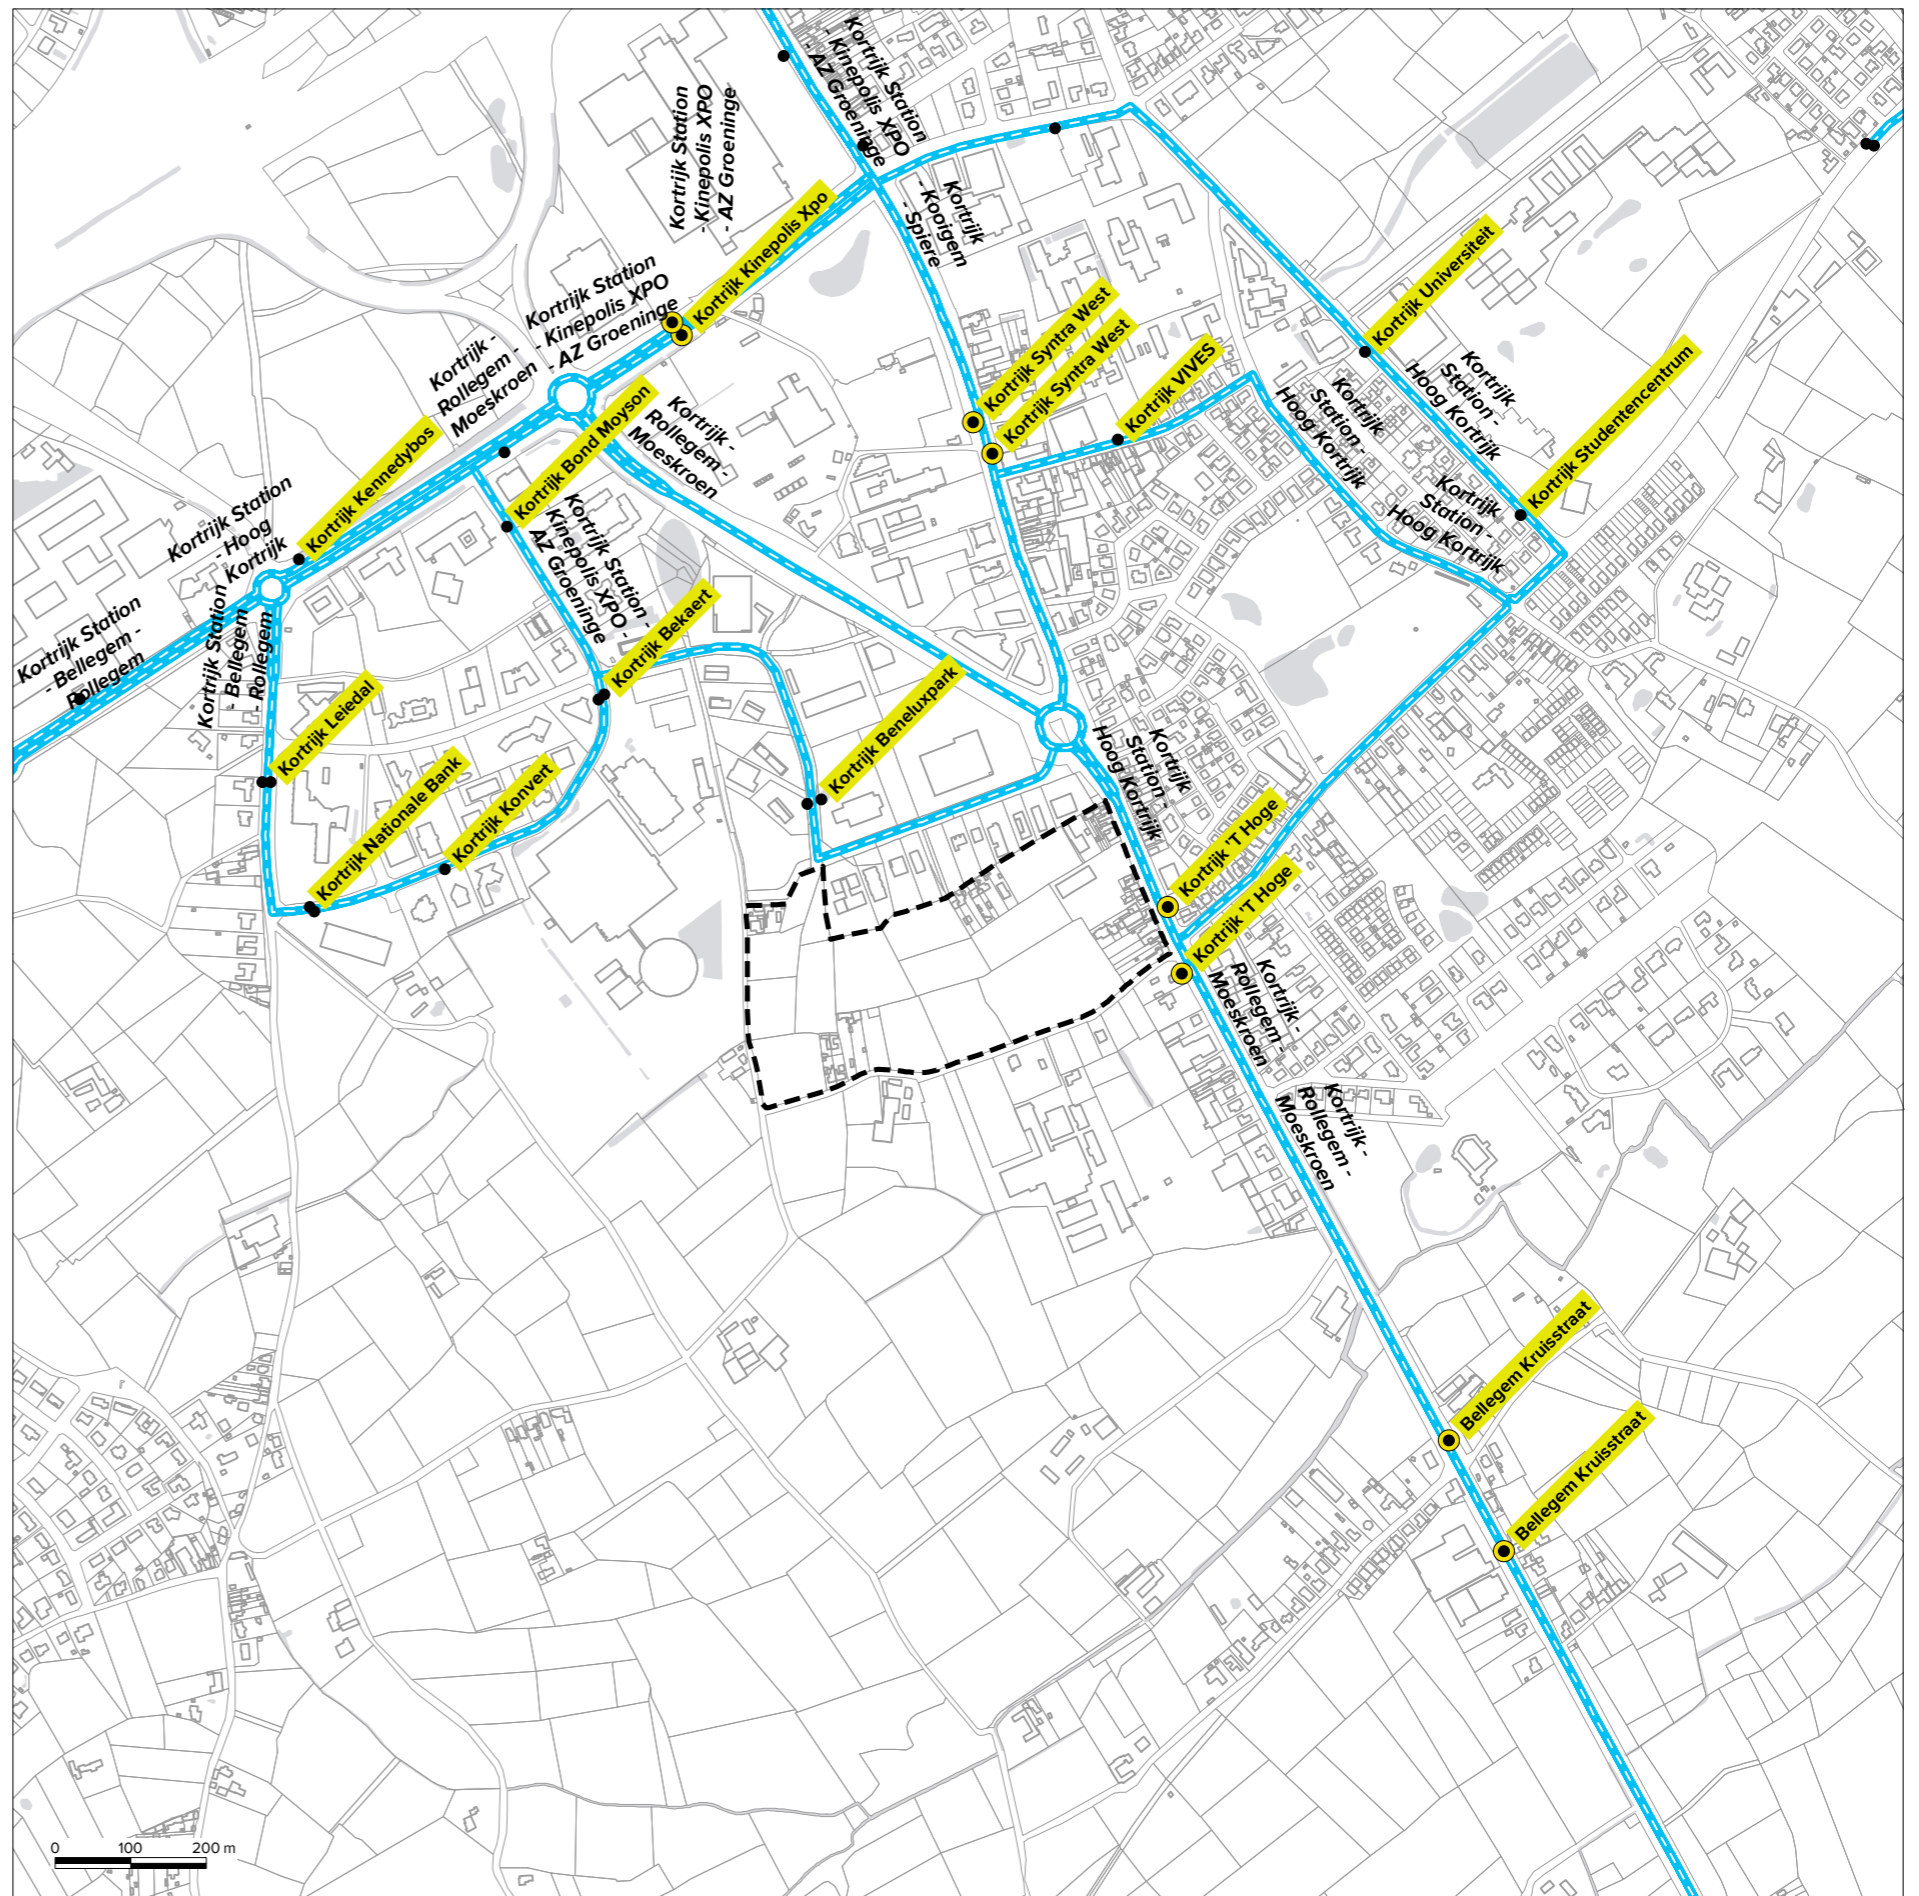 Kortrijk Station
- Kinepolis XPO
- AZ Groeninge
Kortrijk Station
- Kinepolis XPO
- AZ Groeninge
Kortrijk
- Kooigem
- Spiere
Kortrijk Kinepolis Xpo
Kortrijk Station
- Kinepolis XPO
- AZ Groeninge
Kortrijk -
Rollegem -
Moeskroen
Kortrijk Universiteit
Kortrijk Syntra West
Kortrijk Syntra West
Kortrijk VIVES
Kortrijk
Station -
Hoog Kortrijk
Kortrijk
Station -
Hoog Kortrijk
Kortrijk Studentencentrum
Kortrijk
Station -
Hoog Kortrijk
Kortrijk Bond Moyson
Kortrijk -
Rollegem -
Moeskroen
Kortrijk Kennedybos
Kortrijk Station
- Hoog
Kortrijk
Kortrijk Station -
Kinepolis XPO -
AZ Groeninge
Kortrijk Station
- Bellegem -
Rollegem
Kortrijk Station
- Bellegem
- Rollegem
Kortrijk Bekaert
Kortrijk Leiedal
Kortrijk Beneluxpark
Kortrijk Nationale Bank
Kortrijk Konvert
Kortrijk
Station -
Hoog Kortrijk
Kortrijk 'T Hoge
Kortrijk 'T Hoge
Kortrijk -
Rollegem -
Moeskroen
Kortrijk -
Rollegem -
Moeskroen
Bellegem Kruisstraat
Bellegem Kruisstraat
0 100 200 m